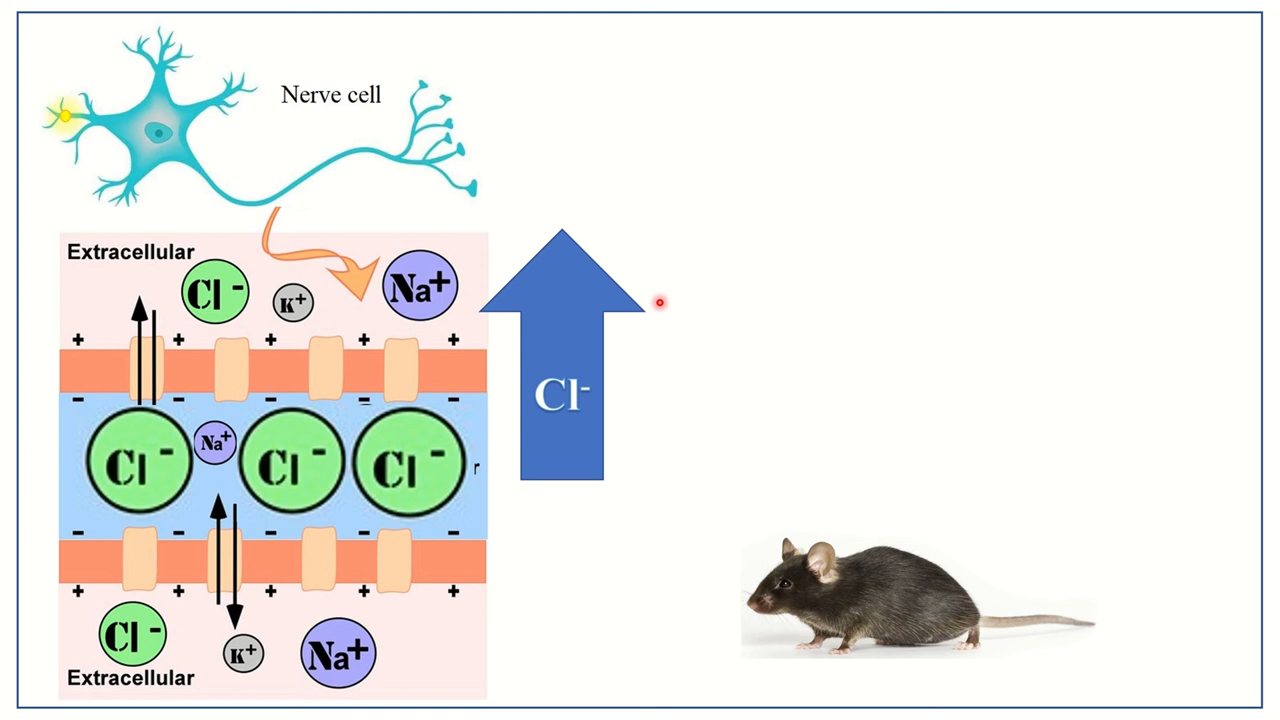 Nerve cell
Extracellular
Cl -
K+
Na+
+ + + + +
- - - - -
Cl -
Na+
Cl -
Cl -
r
Cl-
- - - - -
+ + + + +
Cl -
K+
Na+
Extracellular